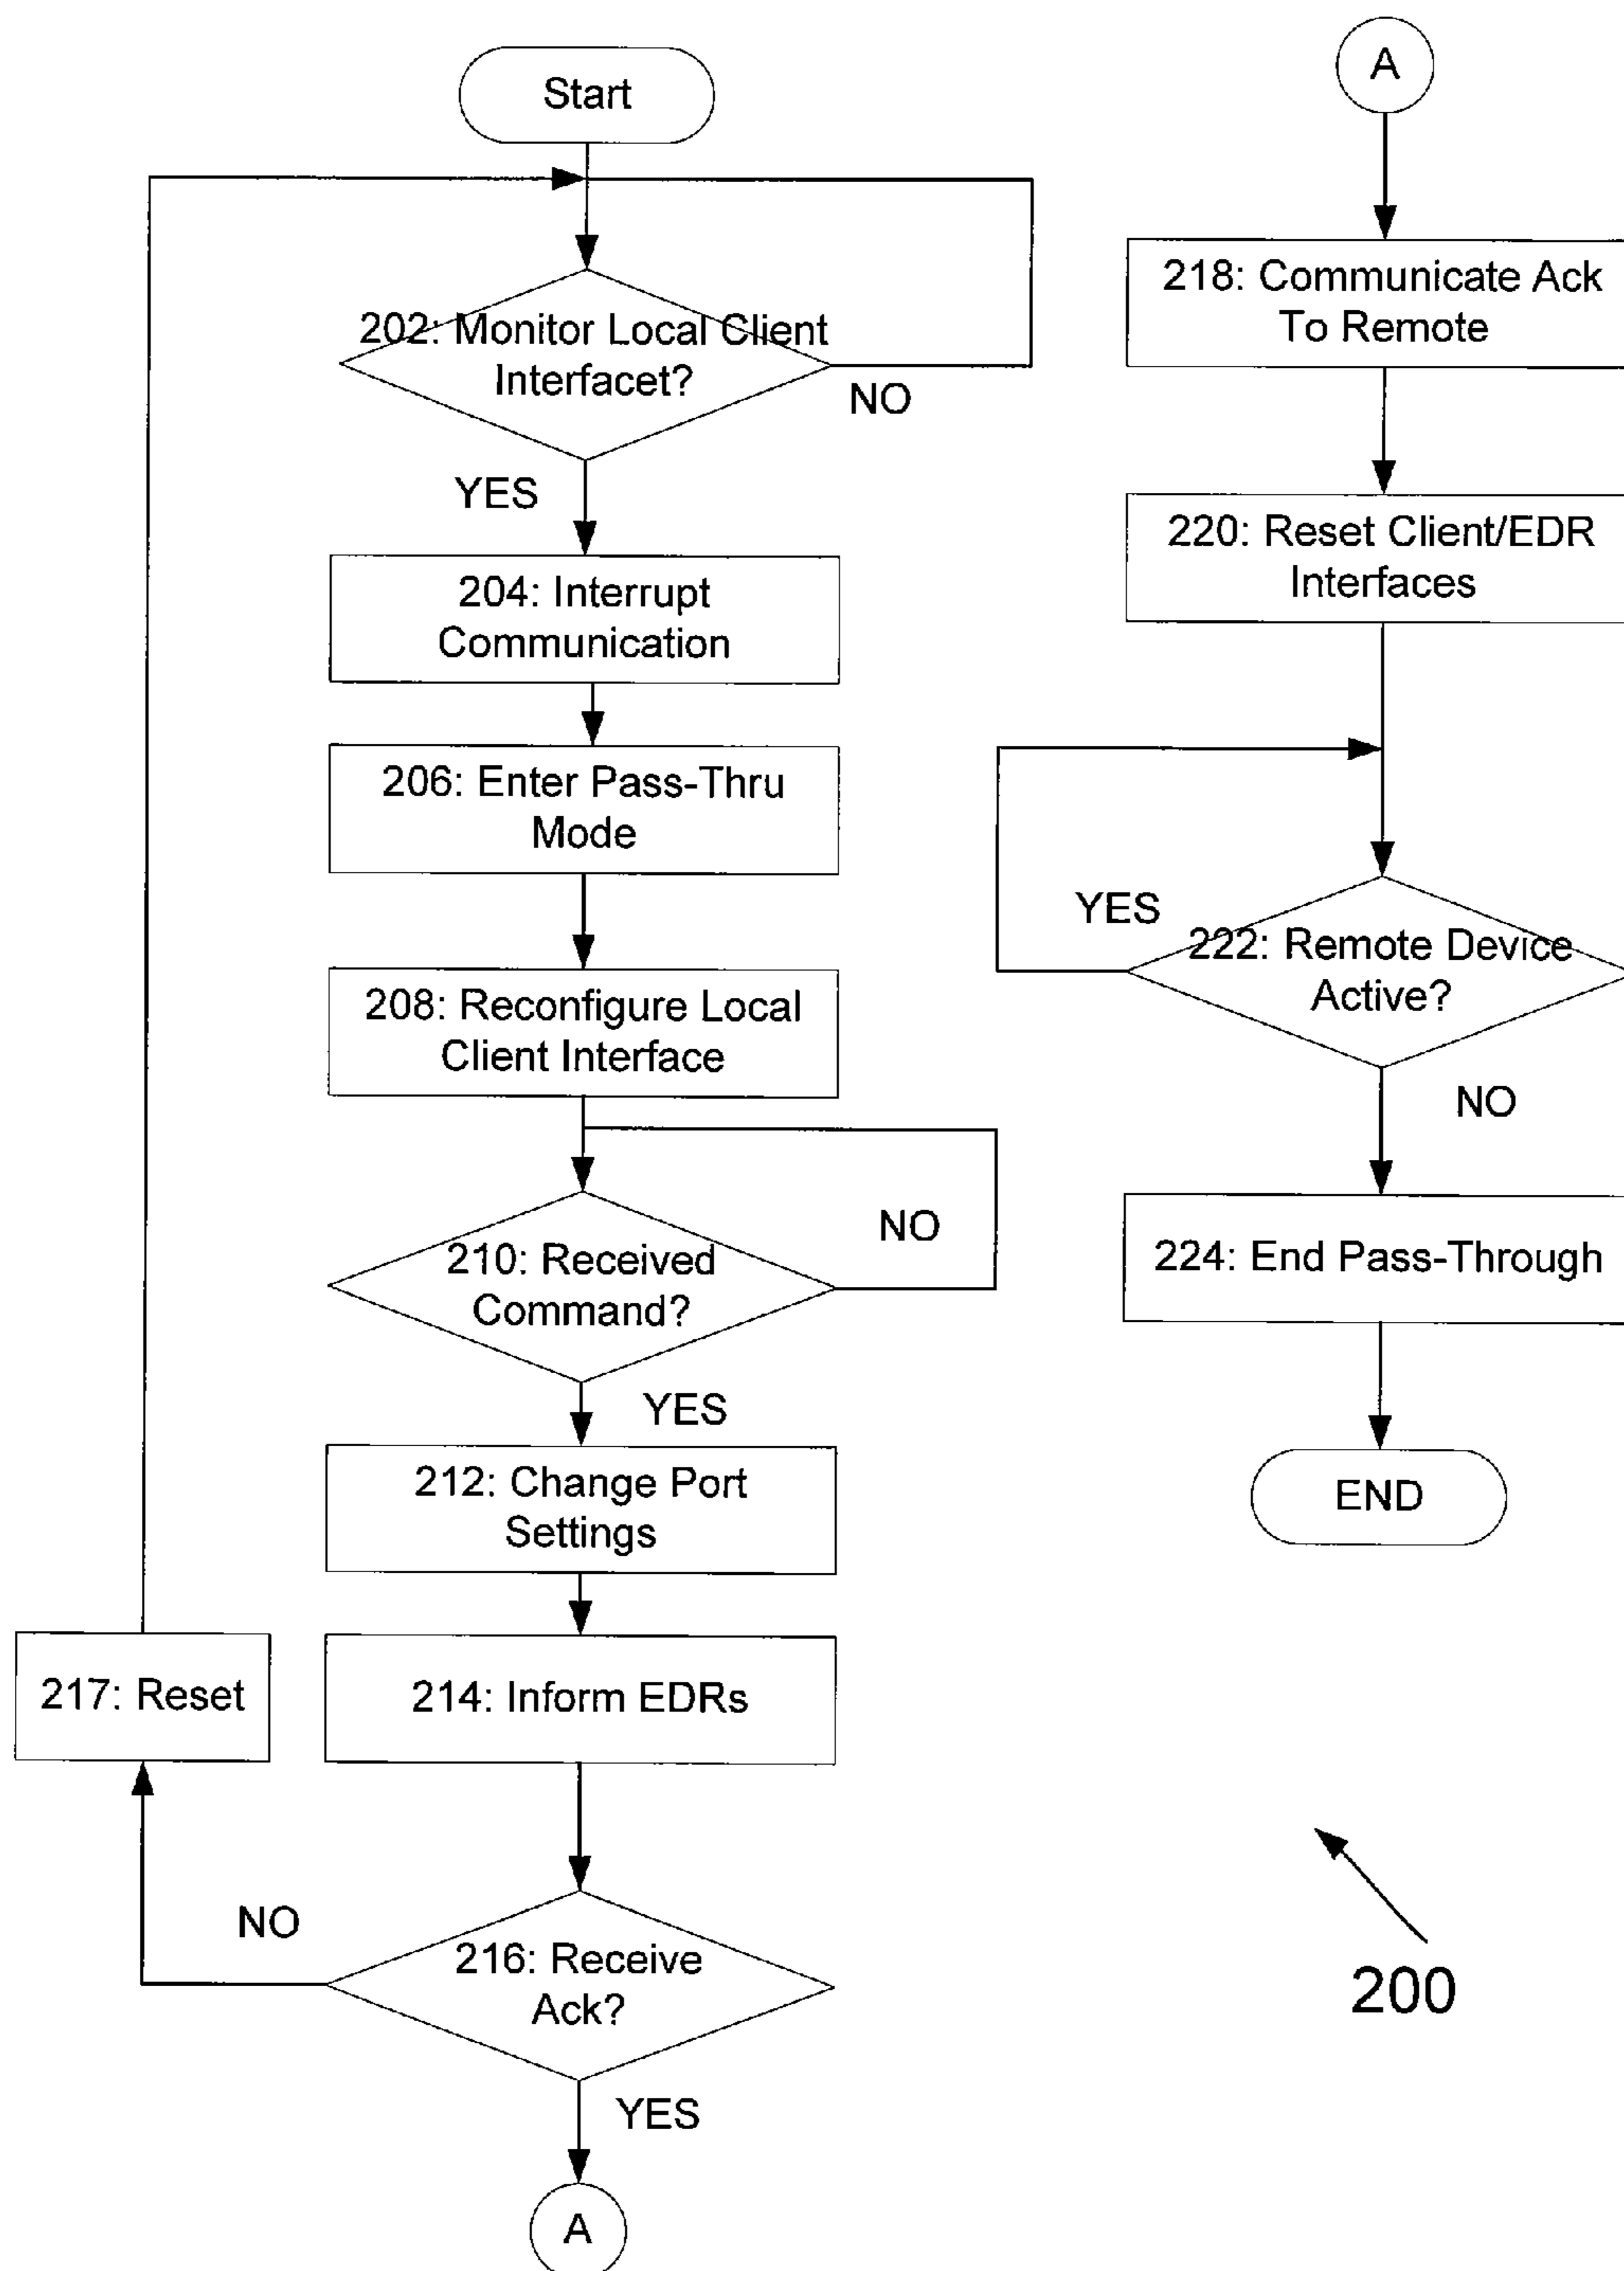 Start
202: Monitor Local Client
Interfacet?
NO
YES
204: Interrupt
Communication
206: Enter Pass-Thru
Mode
208: Reconfigure Local
Client Interface
210: Received
Command?
NO
YES
212: Change Port
Settings
214: Inform EDRs
217: Reset
216: Receive
Ack?
NO
YES
A
A
218: Communicate Ack
To Remote
220: Reset Client/EDR
Interfaces
222: Remote Device
Active?
YES
NO
224: End Pass-Through
END
200